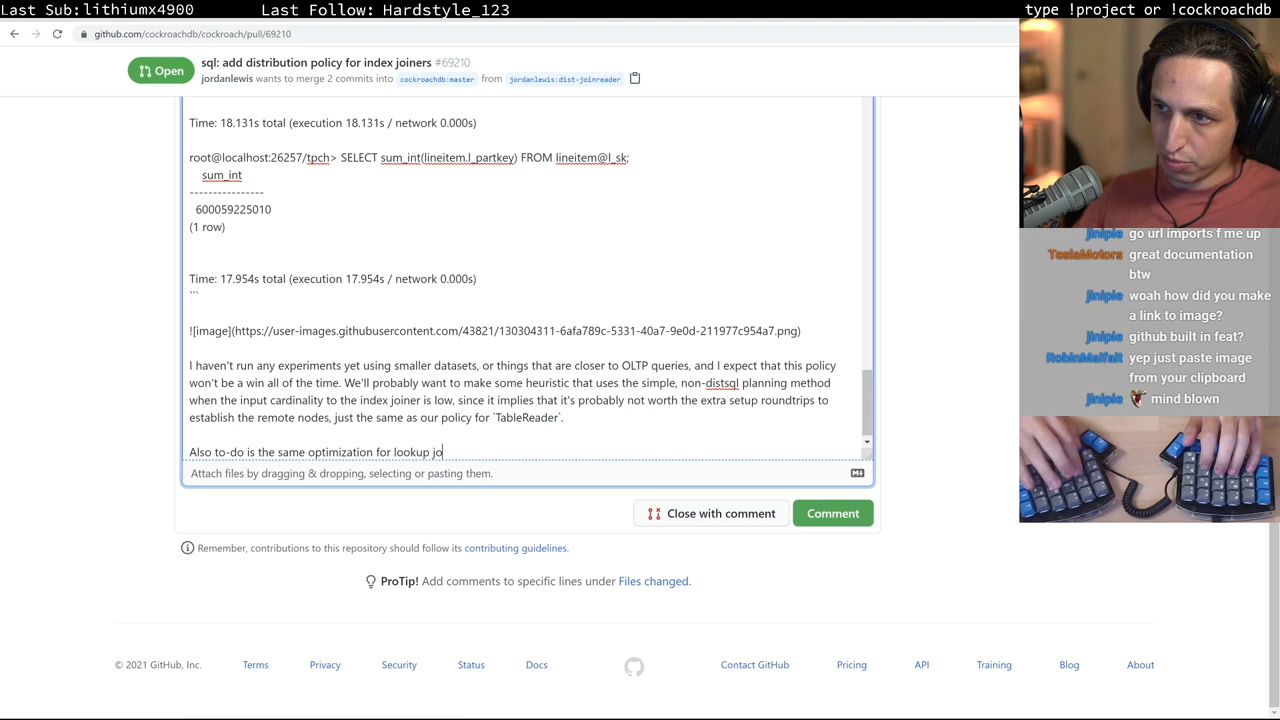 Last Sub:lithiumx4900
Last Follow: Hardstyle_123
type !project or !cockroachdb
github.com/cockroachdb/cockroach/pull/69210
Open
sql: add distribution policy for index joiners #69210
jordanlewis wants to merge 2 commits into cockroachdb:master from jordanlewis:dist-joinreader
Time: 18.131s total (execution 18.131s / network 0.000s)
root@localhost:26257/tpch> SELECT sum_int(lineitem.l_partkey) FROM lineitem@l_sk;
sum_int
----------------
600059225010
(1 row)
Time: 17.954s total (execution 17.954s / network 0.000s)
```
![image](https://user-images.githubusercontent.com/43821/130304311-6afa789c-5331-40a7-9e0d-211977c954a7.png)
I haven't run any experiments yet using smaller datasets, or things that are closer to OLTP queries, and I expect that this policy
won't be a win all of the time. We'll probably want to make some heuristic that uses the simple, non-distsql planning method
when the input cardinality to the index joiner is low, since it implies that it's probably not worth the extra setup roundtrips to
establish the remote nodes, just the same as our policy for `TableReader`.
Also to-do is the same optimization for lookup jo
Attach files by dragging & dropping, selecting or pasting them.
Close with comment
Comment
Remember, contributions to this repository should follow its contributing guidelines.
ProTip! Add comments to specific lines under Files changed.
© 2021 GitHub, Inc.
Terms
Privacy
Security
Status
Docs
Contact GitHub
Pricing
API
Training
Blog
About
jinipie go url imports f me up
TeslaMotors great documentation
btw
jinipie woah how did you make
a link to image?
jinipie github built in feat?
RobinMalfait yep just paste image
from your clipboard
jinipie mind blown